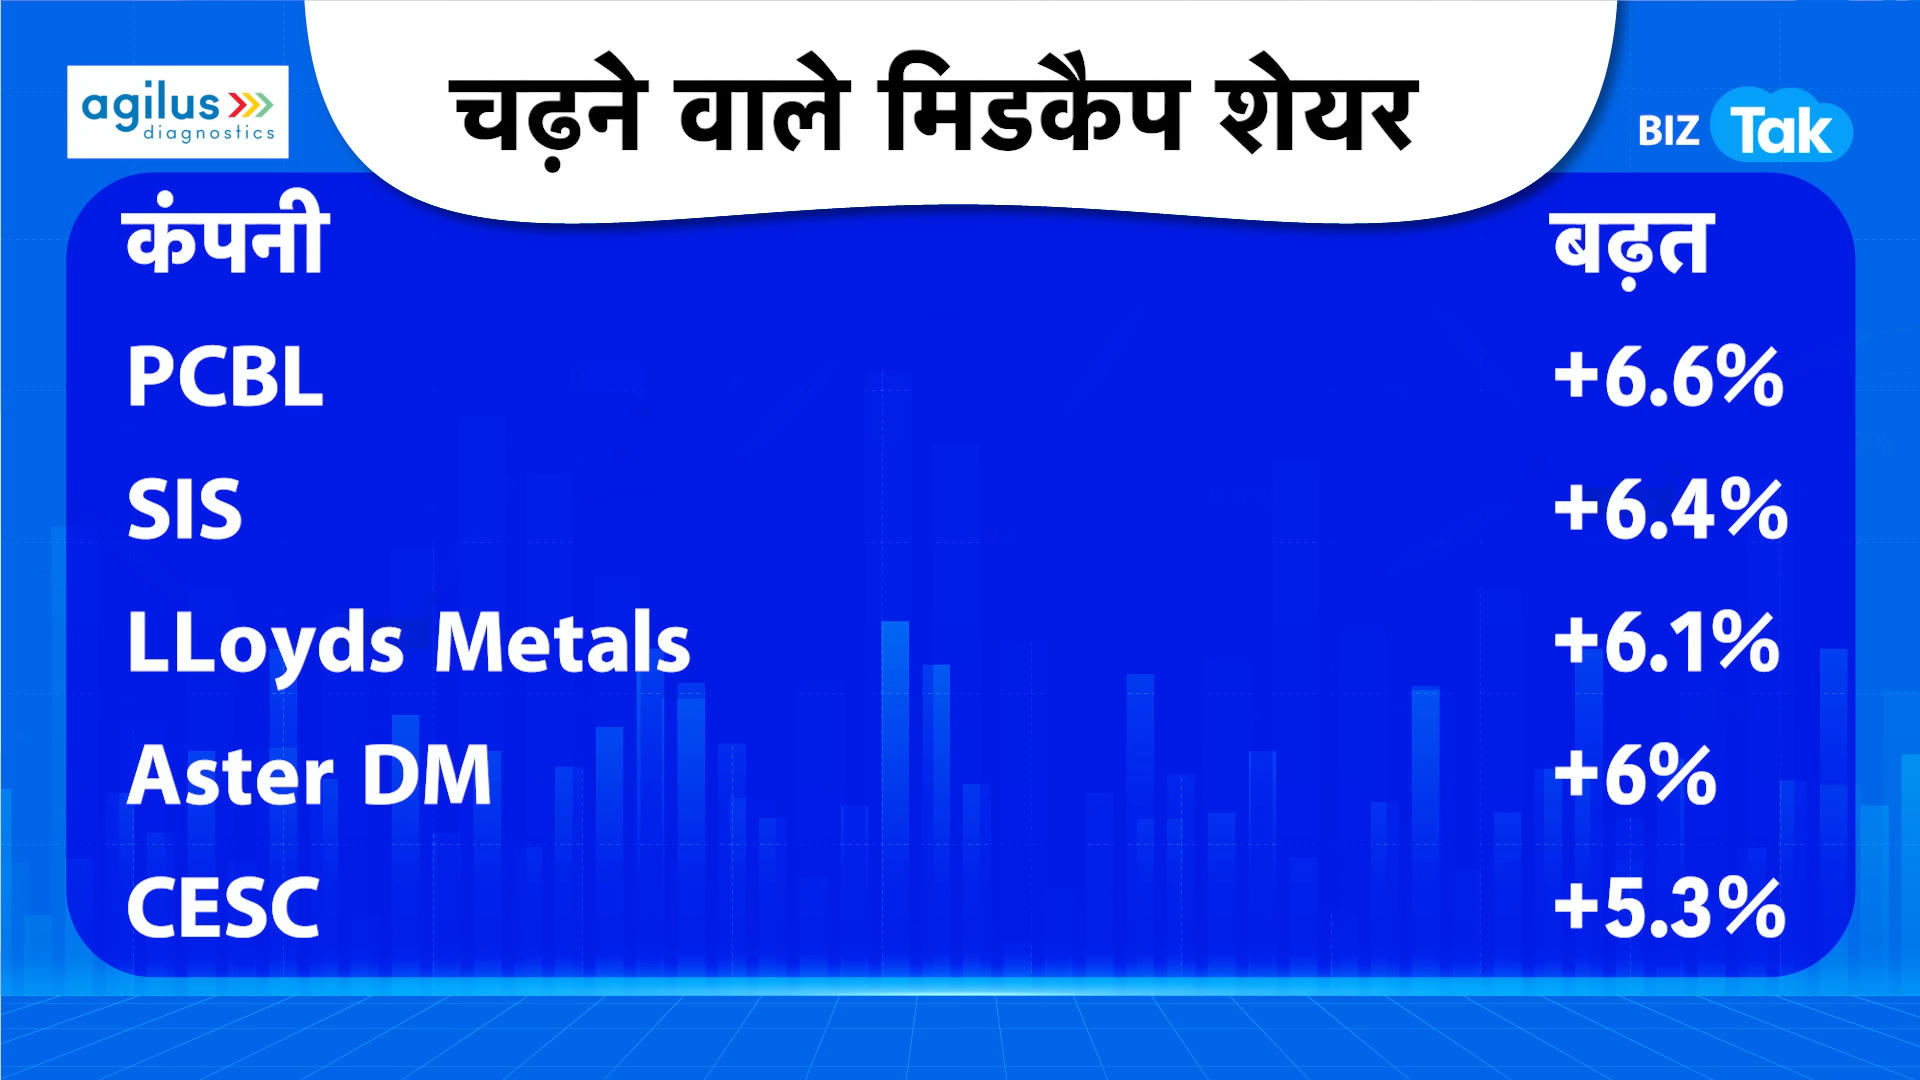 चढ़ने वाले मिडकैप शेयर
agilus
diagnostics
BIZ Tak
कंपनी बढ़त
PCBL +6.6%
SIS +6.4%
LLoyds Metals +6.1%
Aster DM +6%
CESC +5.3%